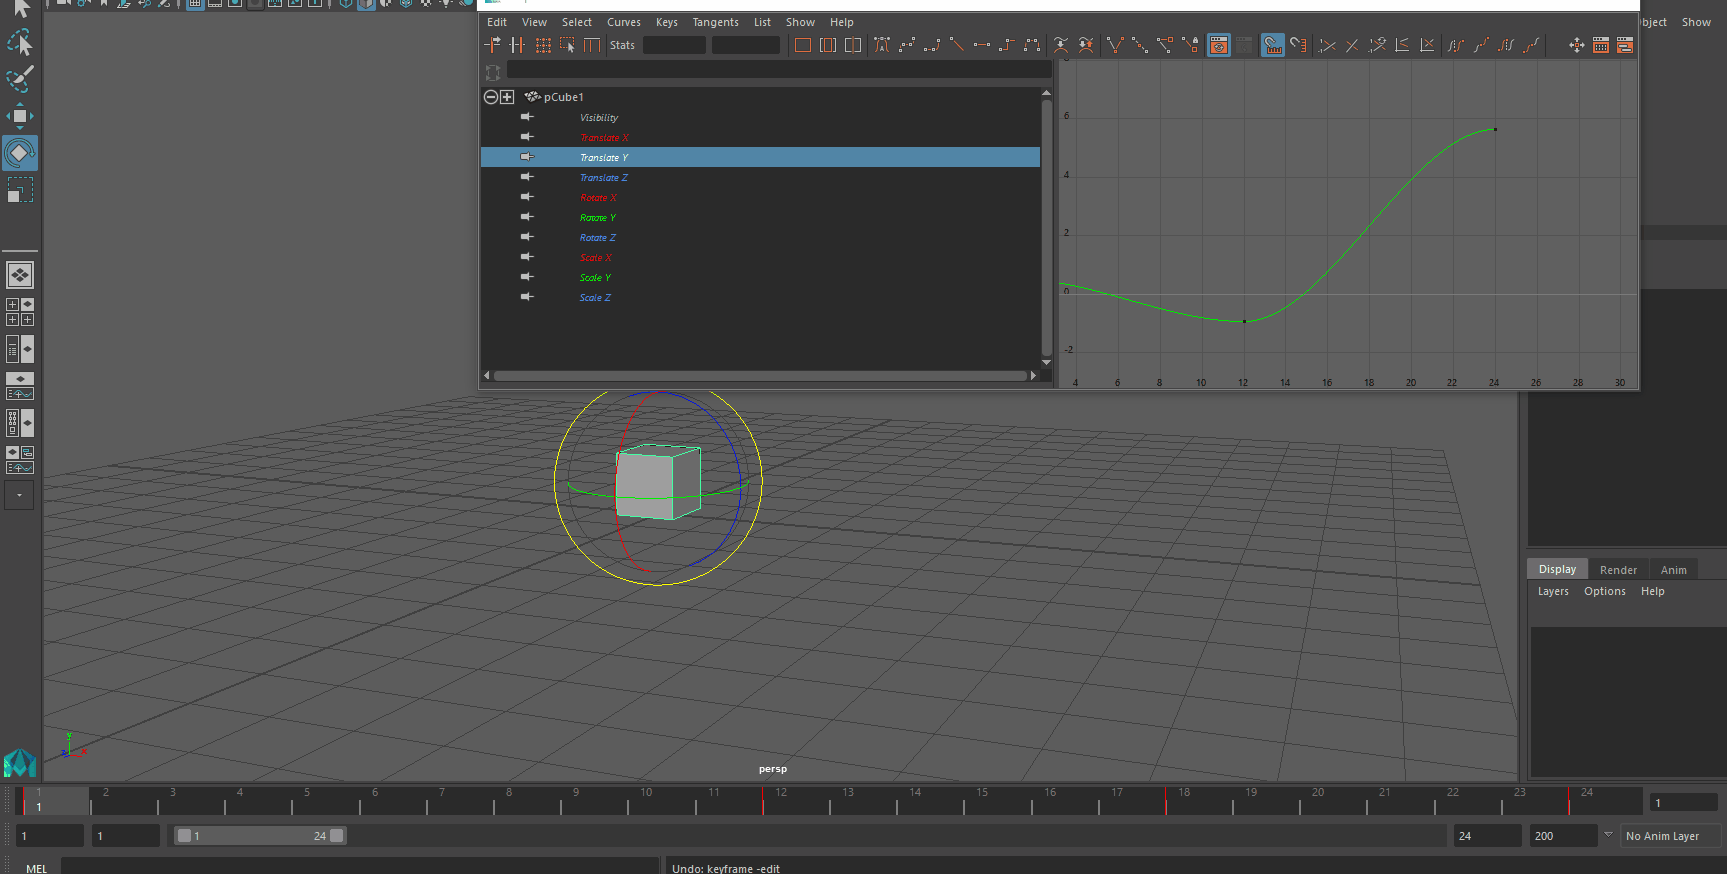 Edit View Select Curves Keys Tangents List Show Help
Show
Stats
pCube1
Visibility
Translate X
Translate Y
Translate Z
Rotate X
Rotate Y
Rotate Z
Scale X
Scale Y
Scale Z
6
4
2
0
-2
4 6 8 10 12 14 16 18 20 22 24 26 28 30
Display Render Anim
Layers Options Help
y
z x
persp
1 2 3 4 5 6 7 8 9 10 11 12 13 14 15 16 17 18 19 20 21 22 23 24
1 1
1 1 1 24 24 200 No Anim Layer
MEL Undo: keyframe -edit